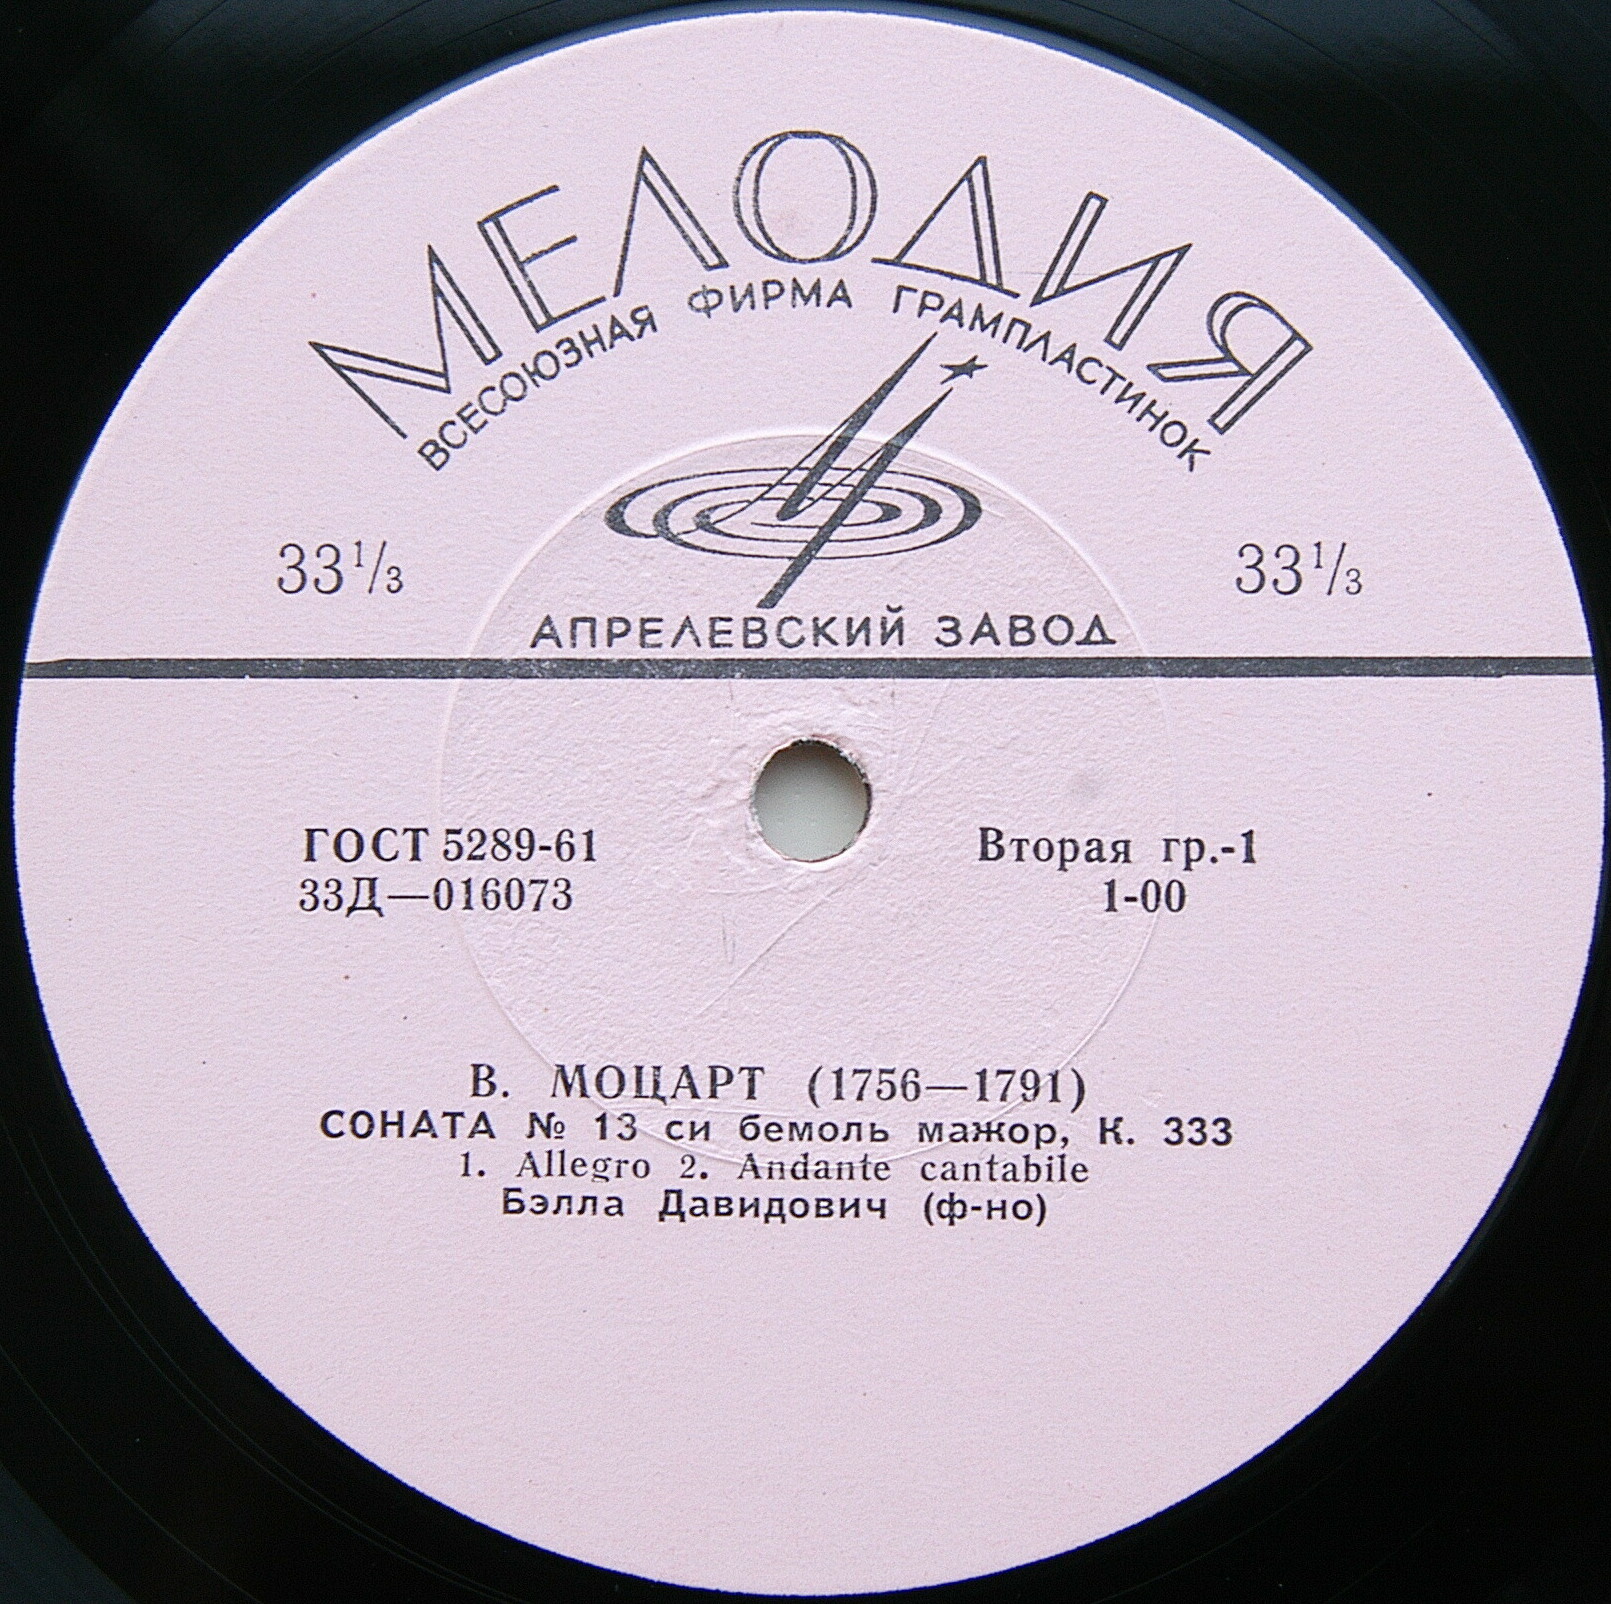 МЕЛОДИЯ
ВСЕСОЮЗНАЯ ФИРМА ГРАМПЛАСТИНОК
33⅓ 33⅓
АПРЕЛЕВСКИЙ ЗАВОД
ГОСТ 5289-61 Вторая гр.-1
33Д—016073 1-00
В. МОЦАРТ (1756—1791)
СОНАТА № 13 си бемоль мажор, К. 333
1. Allegro 2. Andante cantabile
Бэлла Давидович (ф-но)